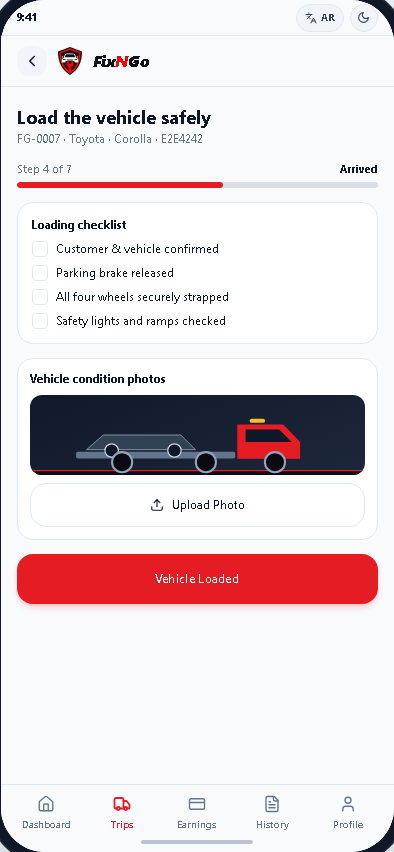 9:41
AR
FixNGo
Load the vehicle safely
FG-0007 · Toyota · Corolla · E2E4242
Step 4 of 7
Arrived
Loading checklist
Customer & vehicle confirmed
Parking brake released
All four wheels securely strapped
Safety lights and ramps checked
Vehicle condition photos
Upload Photo
Vehicle Loaded
Dashboard
Trips
Earnings
History
Profile